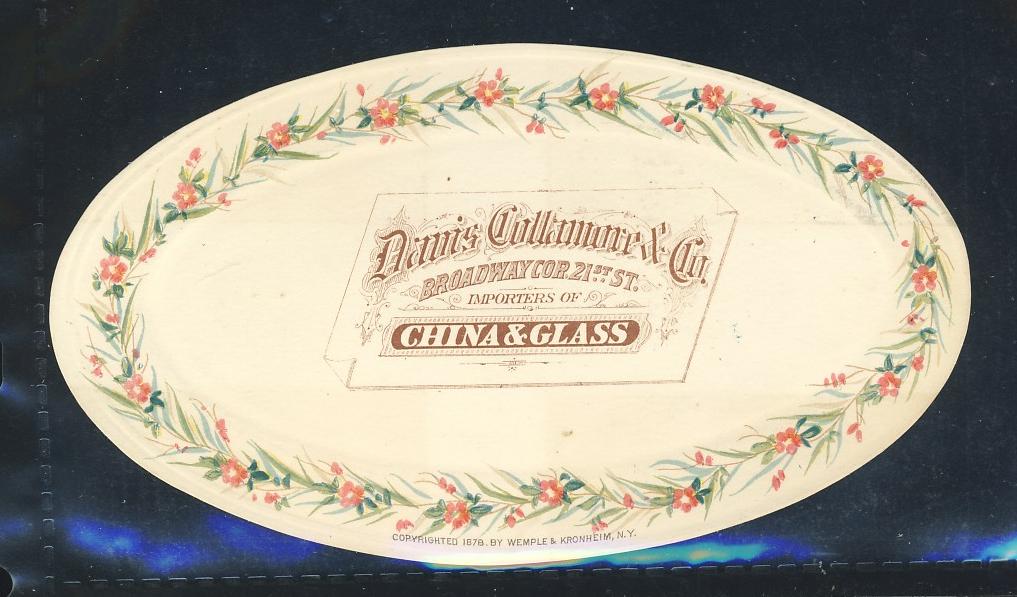 Davis Collamore & Co.
BROADWAY COR. 21ST ST.
IMPORTERS OF
CHINA & GLASS
COPYRIGHTED 1878. BY WEMPLE & KRONHEIM, N.Y.